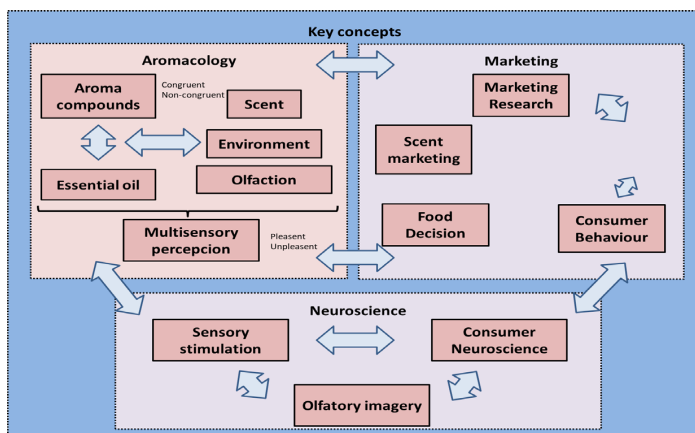 Key concepts
Aromacology
Aroma
compounds
Congruent
Non-congruent
Scent
Environment
Essential oil
Olfaction
Multisensory
percepcion
Pleasent
Unpleasent
Marketing
Marketing
Research
Scent
marketing
Food
Decision
Consumer
Behaviour
Neuroscience
Sensory
stimulation
Consumer
Neuroscience
Olfatory imagery